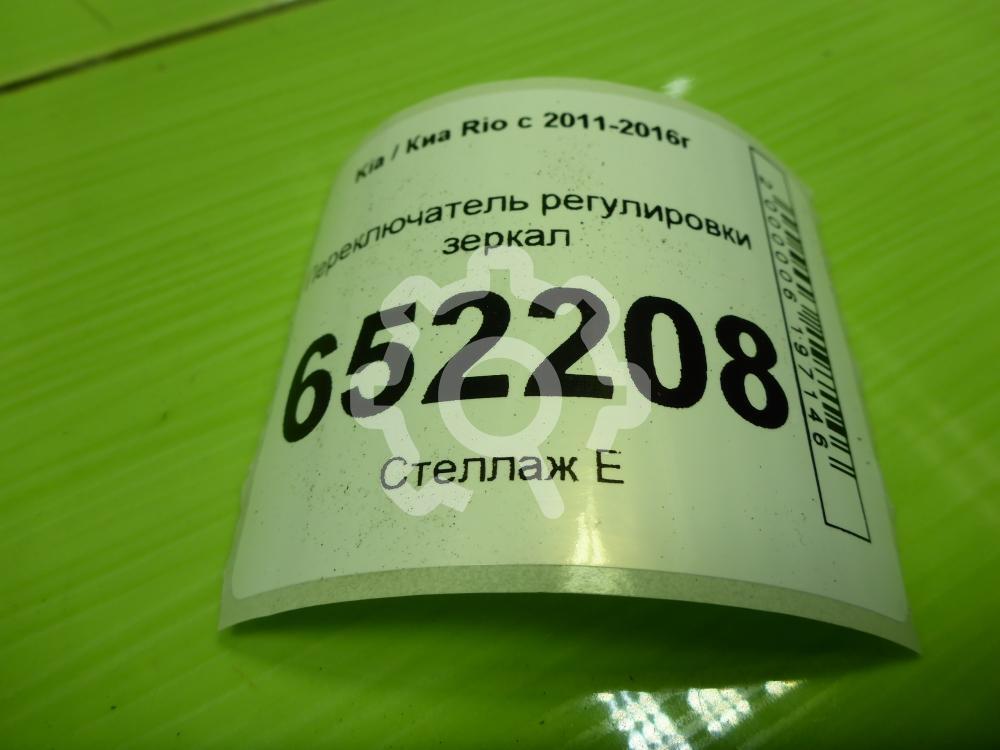 Kia / Киа Rio с 2011-2016г
Переключатель регулировки
зеркал
652208
Стеллаж Е
2000006197146